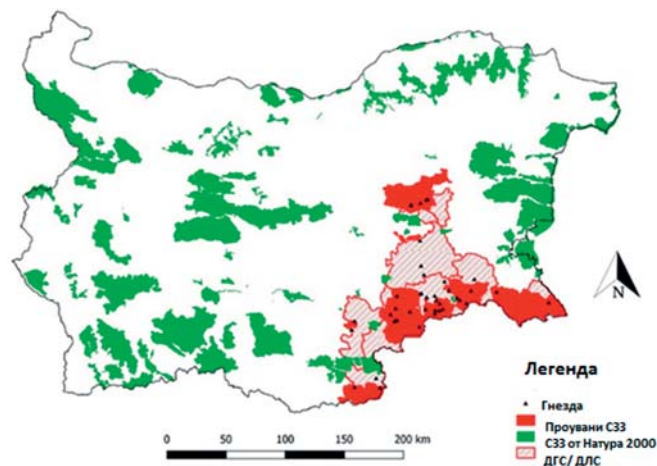 N
Легенда
Гнезда
Проувани СЗЗ
СЗЗ от Натура 2000
ДГС/ ДЛС
0 50 100 150 200 km